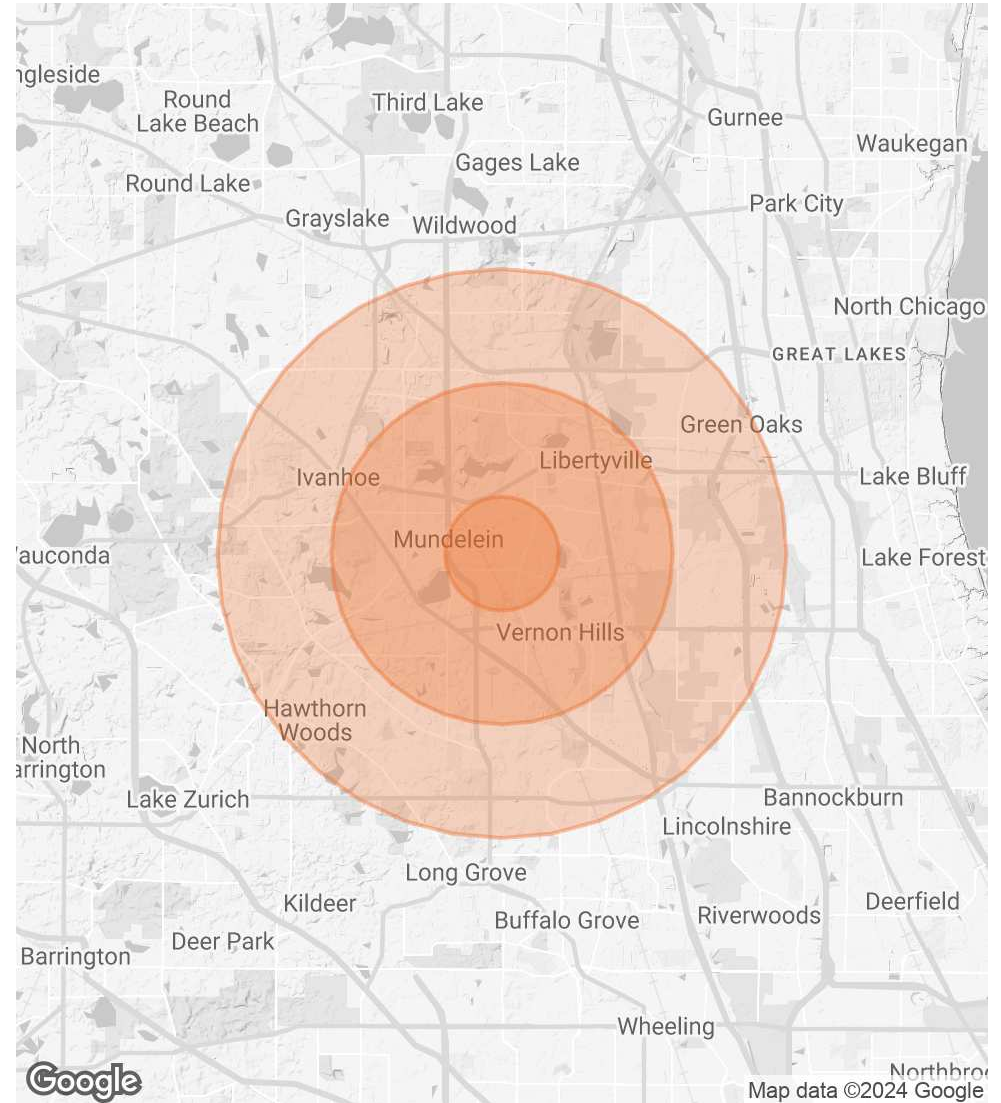 ngleside
Round
Lake Beach
Third Lake
Gurnee
Waukegan
Gages Lake
Round Lake
Park City
Grayslake
Wildwood
North Chicago
GREAT LAKES
Green Oaks
Libertyville
Ivanhoe
Lake Bluff
Mundelein
auconda
Lake Forest
Vernon Hills
Hawthorn
Woods
North
arrington
Lake Zurich
Bannockburn
Lincolnshire
Long Grove
Kildeer
Deerfield
Riverwoods
Buffalo Grove
Deer Park
Barrington
Wheeling
Northbroo
Google
Map data ©2024 Google